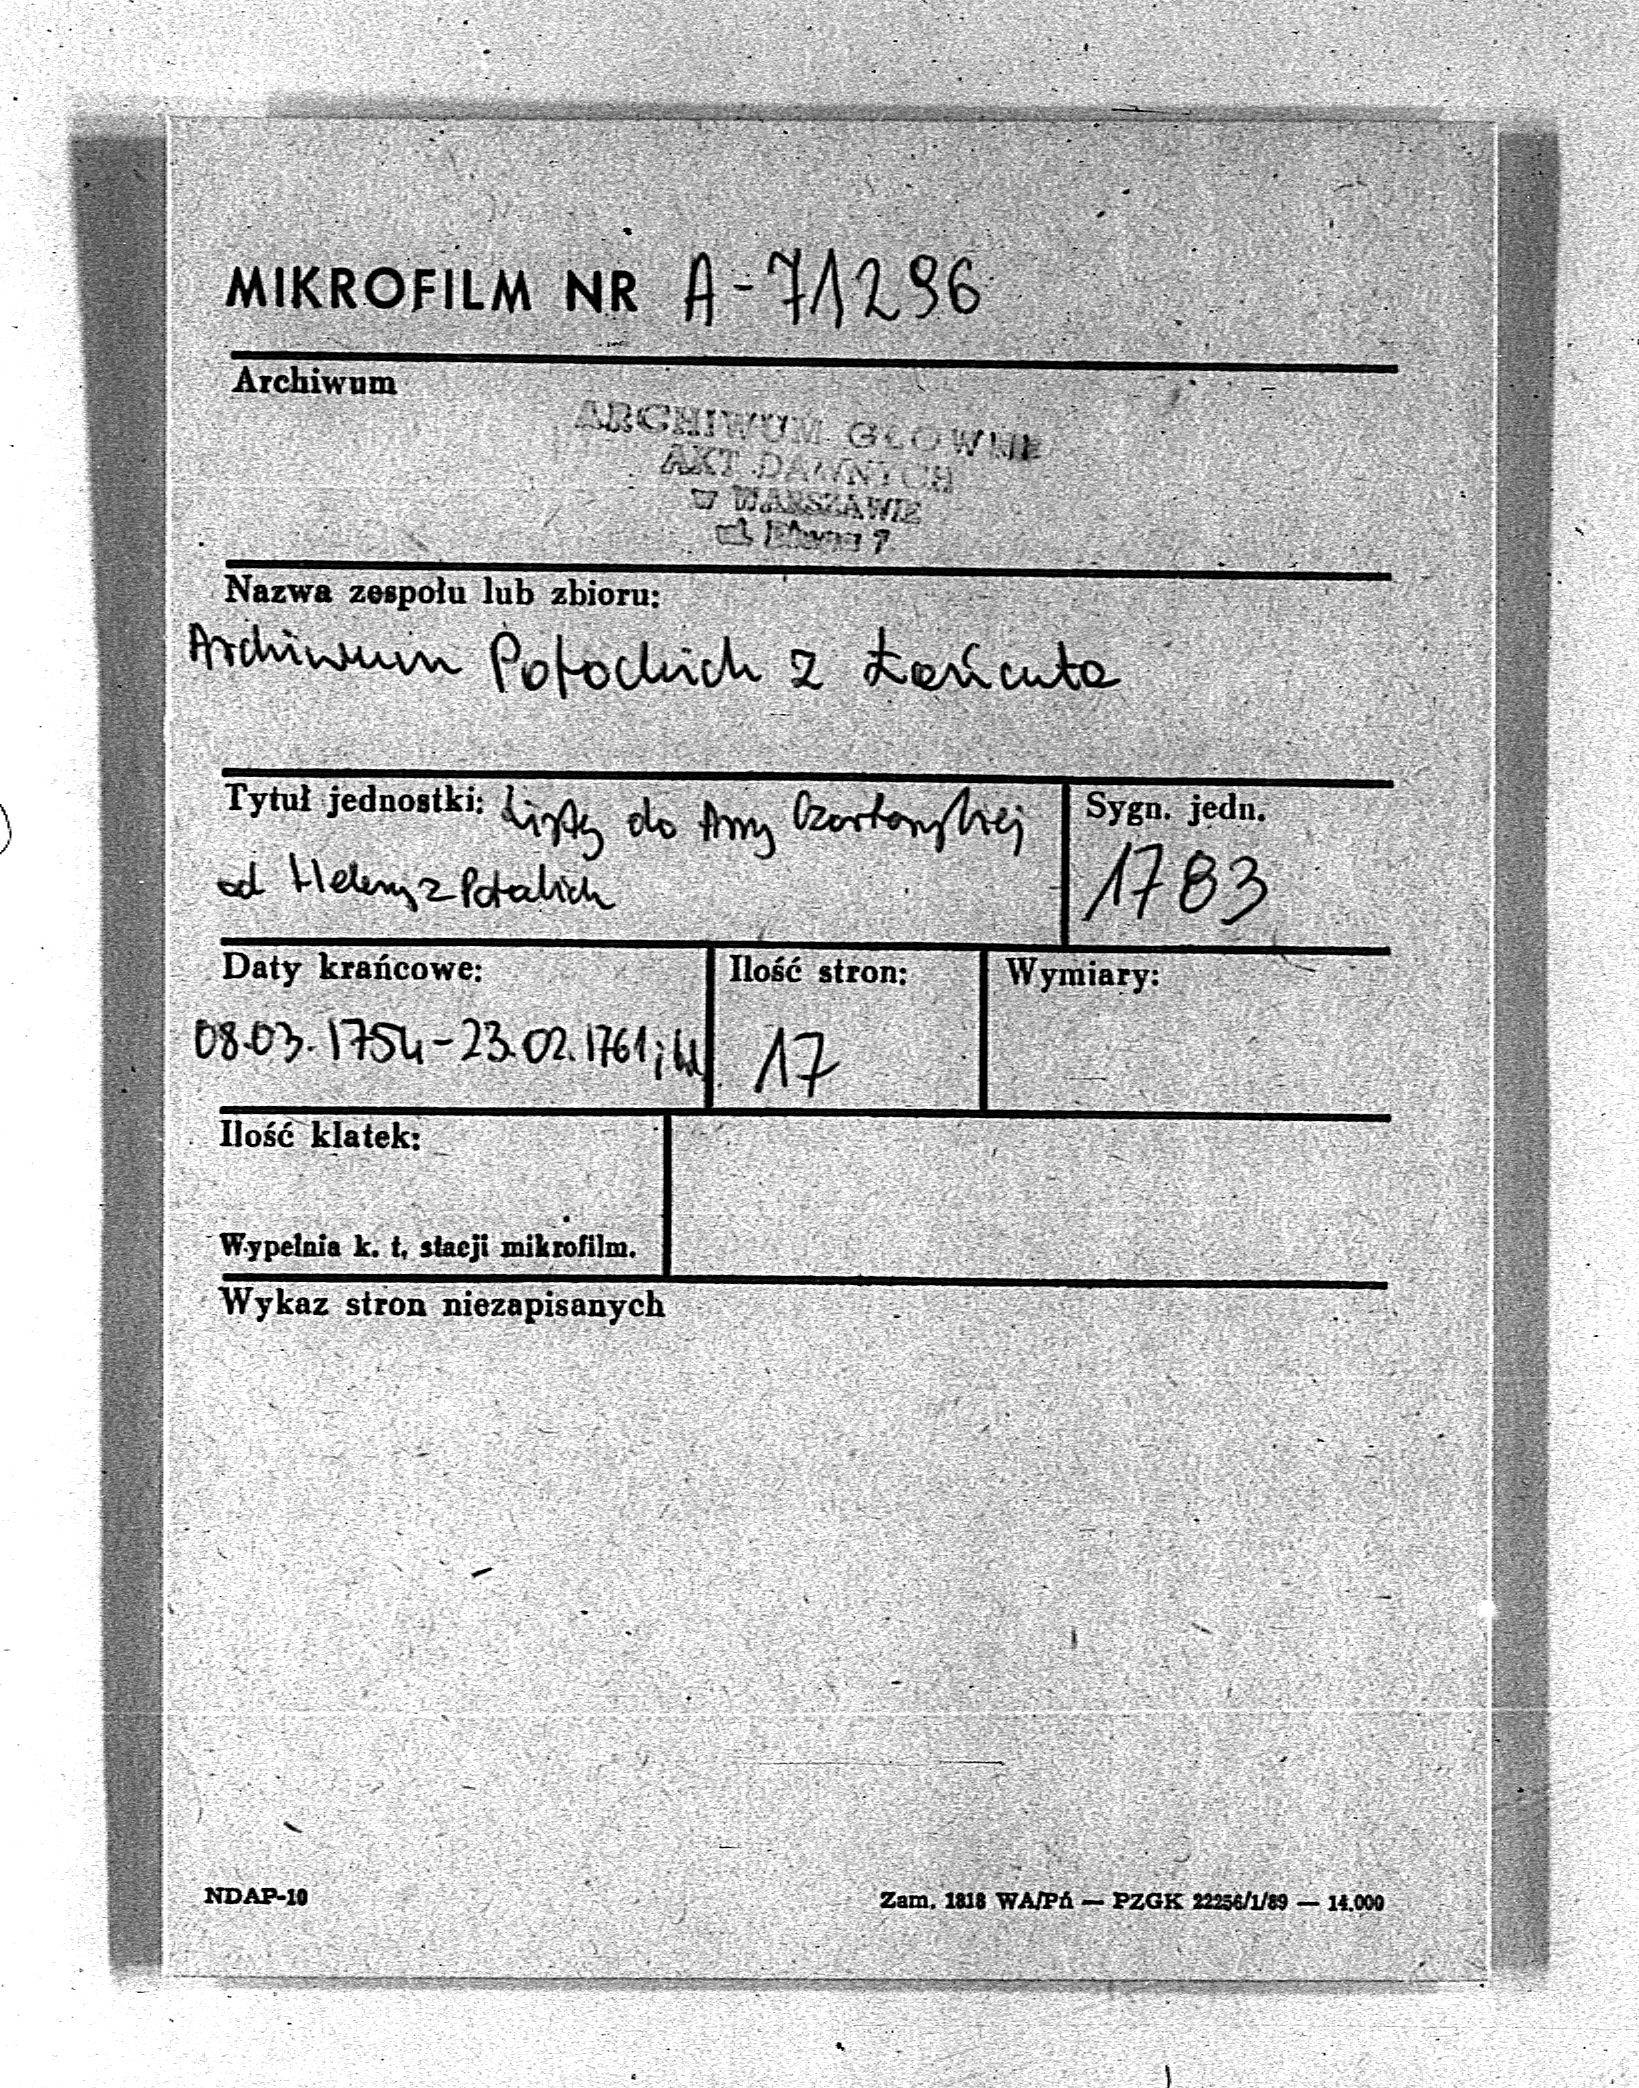 MIKROFILM NR A-71296
Archiwum
ARCHIWUM GŁOWNE
AKT DAWNYCH
w WARSZAWIE
7
Nazwa zespołu lub zbioru:
Archiwum Potockich z Łańcuta
Tytuł jednostki: Listy do Anny Czartoryskiej
od Heleny z Potockich
Sygn. jedn.
1783
Daty krańcowe:
08.03.1754-23.02.1761; bd
Ilość stron:
17
Wymiary:
Ilość klatek:
Wypełnia k. t. stacji mikrofilm.
Wykaz stron niezapisanych
NDAP-10
Zam. 1818 WA/Pń — PZGK 22256/1/89 — 14.000